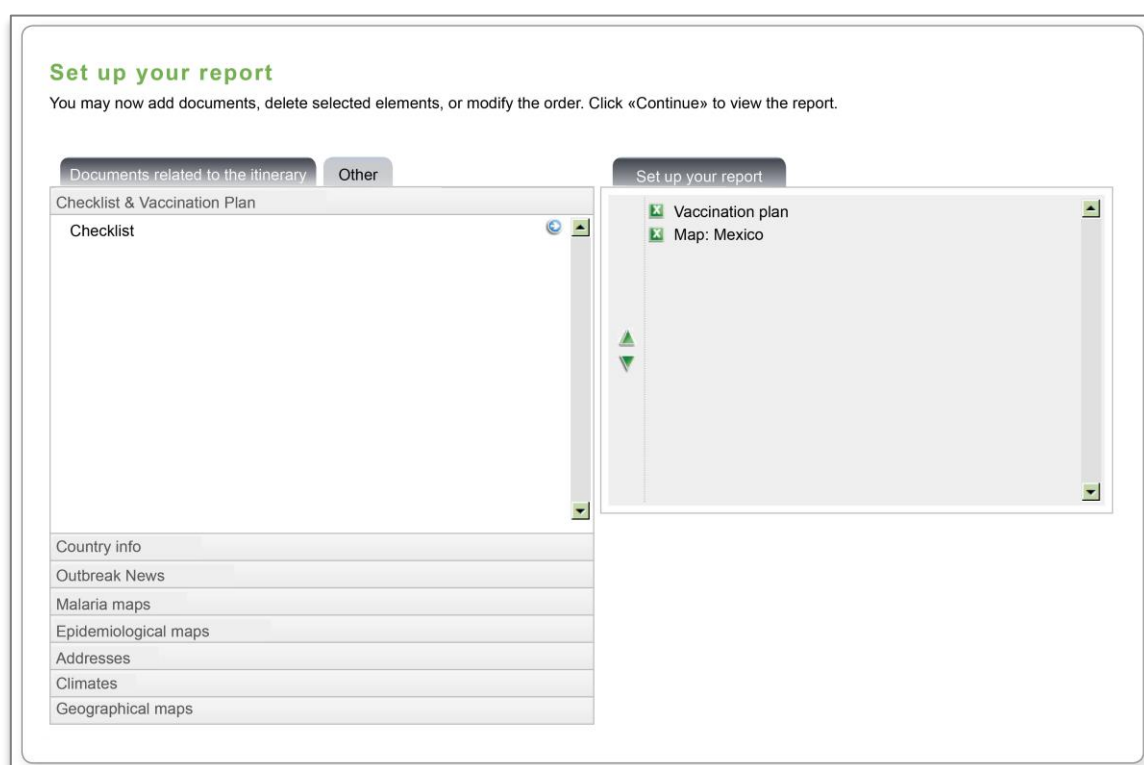 Set up your report
You may now add documents, delete selected elements, or modify the order. Click «Continue» to view the report.
Documents related to the itinerary
Other
Checklist & Vaccination Plan
Checklist
Country info
Outbreak News
Malaria maps
Epidemiological maps
Addresses
Climates
Geographical maps
Set up your report
Vaccination plan
Map: Mexico